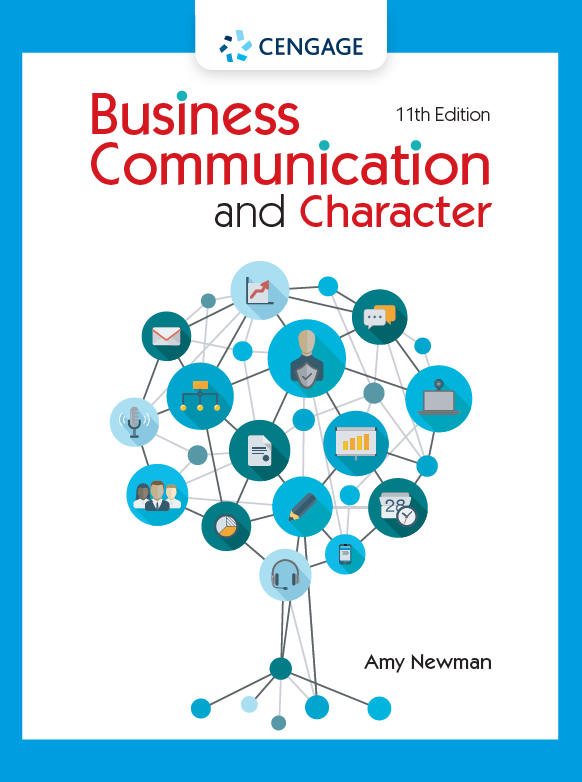 CENGAGE
Business
11th Edition
Communication
and Character
28
Amy Newman